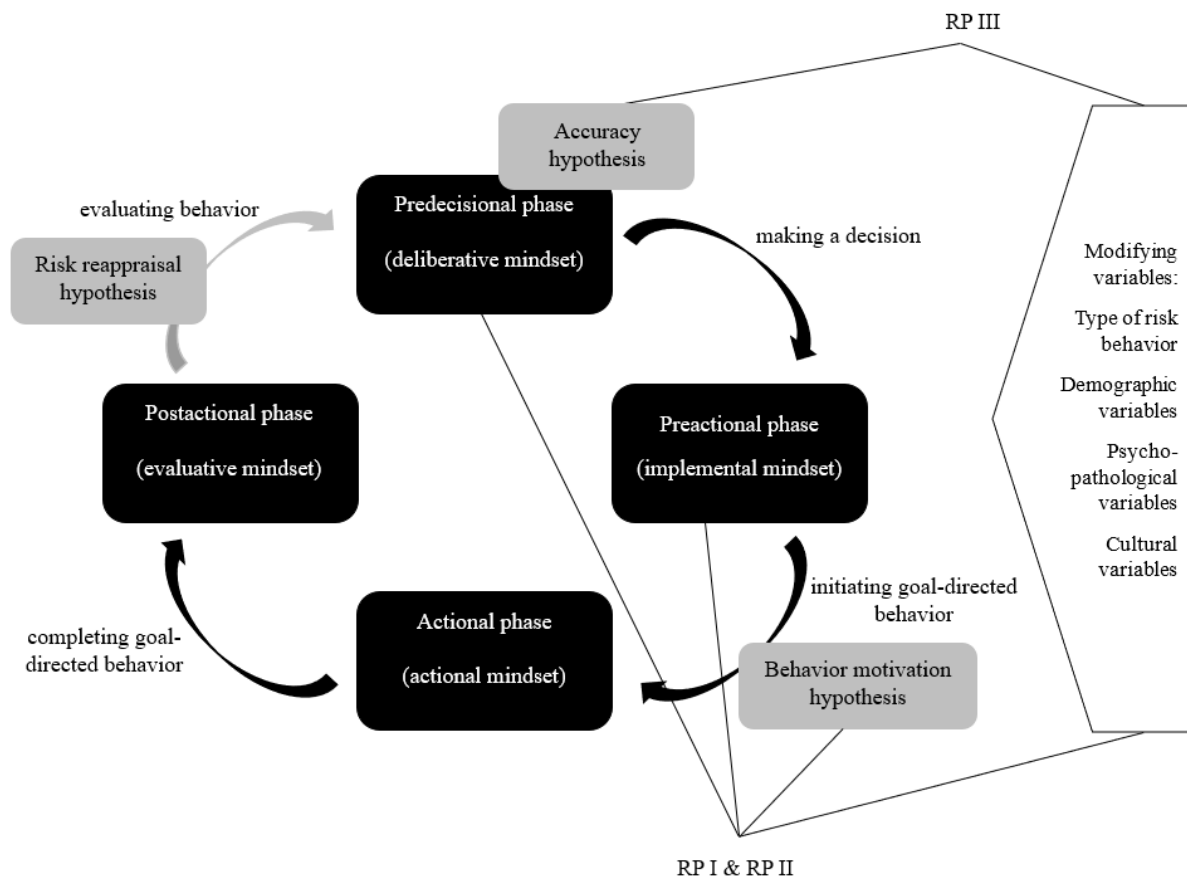 RP III
Accuracy
hypothesis
evaluating behavior
Predecisional phase
(deliberative mindset)
making a decision
Risk reappraisal
hypothesis
Modifying
variables:
Type of risk
behavior
Demographic
variables
Psycho-
pathological
variables
Cultural
variables
Postactional phase
(evaluative mindset)
Preactional phase
(implemental mindset)
initiating goal-directed
behavior
completing goal-
directed behavior
Actional phase
(actional mindset)
Behavior motivation
hypothesis
RP I & RP II